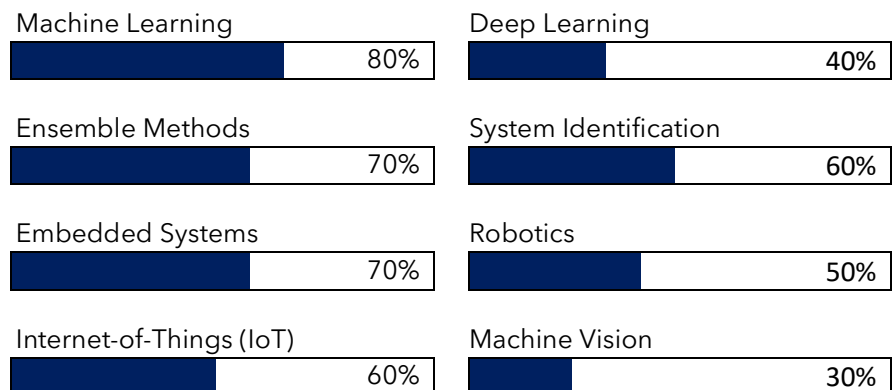 Machine Learning
80%
Deep Learning
40%
Ensemble Methods
70%
System Identification
60%
Embedded Systems
70%
Robotics
50%
Internet-of-Things (IoT)
60%
Machine Vision
30%